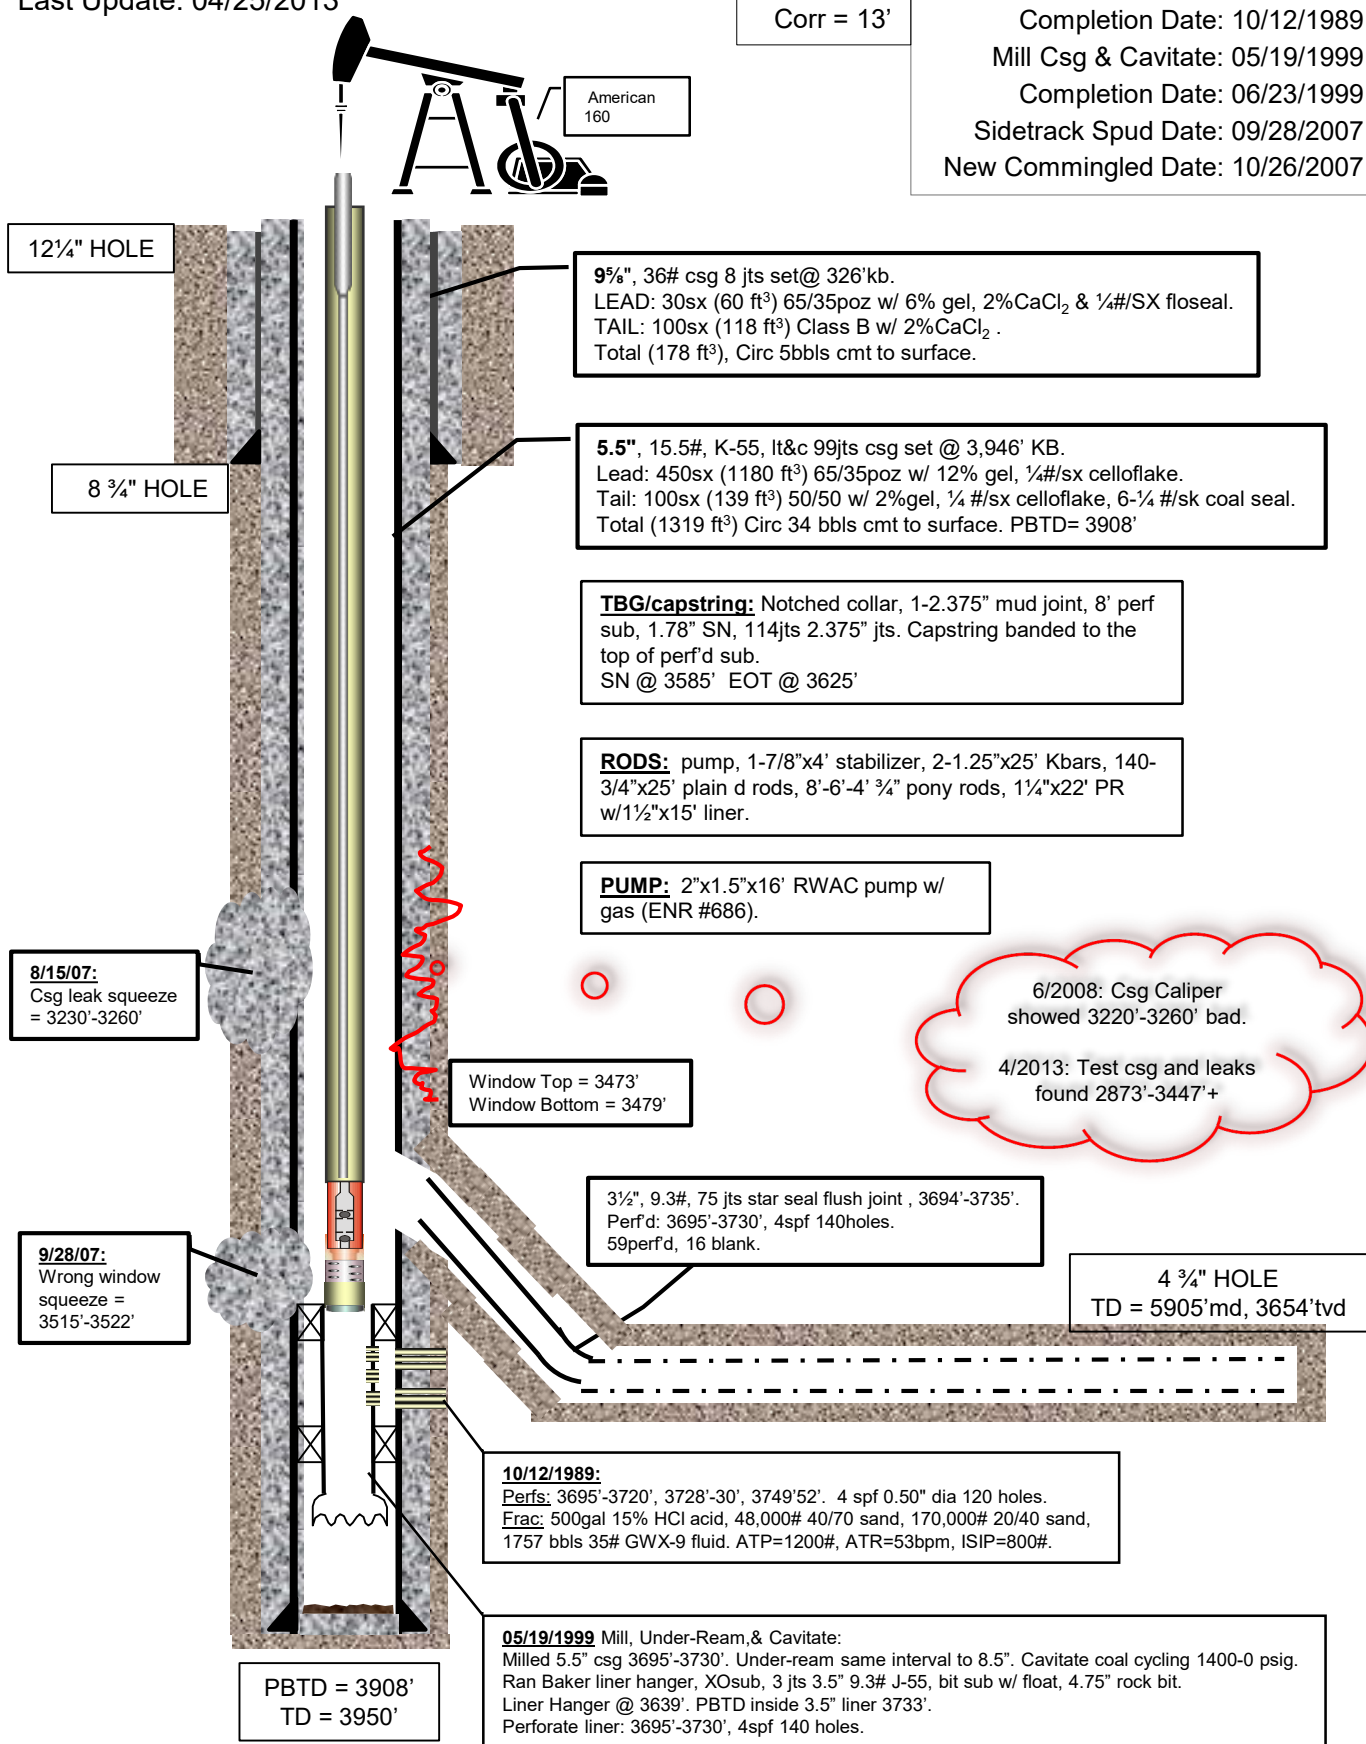 Last Update: 04/25/2013
Corr = 13’
Completion Date: 10/12/1989
Mill Csg & Cavitate: 05/19/1999
Completion Date: 06/23/1999
Sidetrack Spud Date: 09/28/2007
New Commingled Date: 10/26/2007
American
160
12¼" HOLE
9⅝", 36# csg 8 jts set@ 326’kb.
LEAD: 30sx (60 ft³) 65/35poz w/ 6% gel, 2%CaCl₂ & ¼#/SX floseal.
TAIL: 100sx (118 ft³) Class B w/ 2%CaCl₂ .
Total (178 ft³), Circ 5bbls cmt to surface.
8 ¾" HOLE
5.5", 15.5#, K-55, lt&c 99jts csg set @ 3,946’ KB.
Lead: 450sx (1180 ft³) 65/35poz w/ 12% gel, ¼#/sx celloflake.
Tail: 100sx (139 ft³) 50/50 w/ 2%gel, ¼ #/sx celloflake, 6-¼ #/sk coal seal.
Total (1319 ft³) Circ 34 bbls cmt to surface. PBTD= 3908’
TBG/capstring: Notched collar, 1-2.375” mud joint, 8’ perf
sub, 1.78” SN, 114jts 2.375” jts. Capstring banded to the
top of perf’d sub.
SN @ 3585’ EOT @ 3625’
RODS: pump, 1-7/8”x4’ stabilizer, 2-1.25”x25’ Kbars, 140-
3/4”x25’ plain d rods, 8’-6’-4’ ¾” pony rods, 1¼"x22' PR
w/1½"x15' liner.
PUMP: 2”x1.5”x16’ RWAC pump w/
gas (ENR #686).
8/15/07:
Csg leak squeeze
= 3230’-3260’
6/2008: Csg Caliper
showed 3220’-3260’ bad.
4/2013: Test csg and leaks
found 2873’-3447’+
Window Top = 3473’
Window Bottom = 3479’
3½", 9.3#, 75 jts star seal flush joint , 3694’-3735’.
Perf’d: 3695’-3730’, 4spf 140holes.
59perf’d, 16 blank.
9/28/07:
Wrong window
squeeze =
3515’-3522’
4 ¾" HOLE
TD = 5905’md, 3654’tvd
10/12/1989:
Perfs: 3695’-3720’, 3728’-30’, 3749’52’. 4 spf 0.50" dia 120 holes.
Frac: 500gal 15% HCl acid, 48,000# 40/70 sand, 170,000# 20/40 sand,
1757 bbls 35# GWX-9 fluid. ATP=1200#, ATR=53bpm, ISIP=800#.
05/19/1999 Mill, Under-Ream,& Cavitate:
Milled 5.5” csg 3695’-3730’. Under-ream same interval to 8.5”. Cavitate coal cycling 1400-0 psig.
Ran Baker liner hanger, XOsub, 3 jts 3.5” 9.3# J-55, bit sub w/ float, 4.75” rock bit.
Liner Hanger @ 3639’. PBTD inside 3.5” liner 3733’.
Perforate liner: 3695’-3730’, 4spf 140 holes.
PBTD = 3908’
TD = 3950’